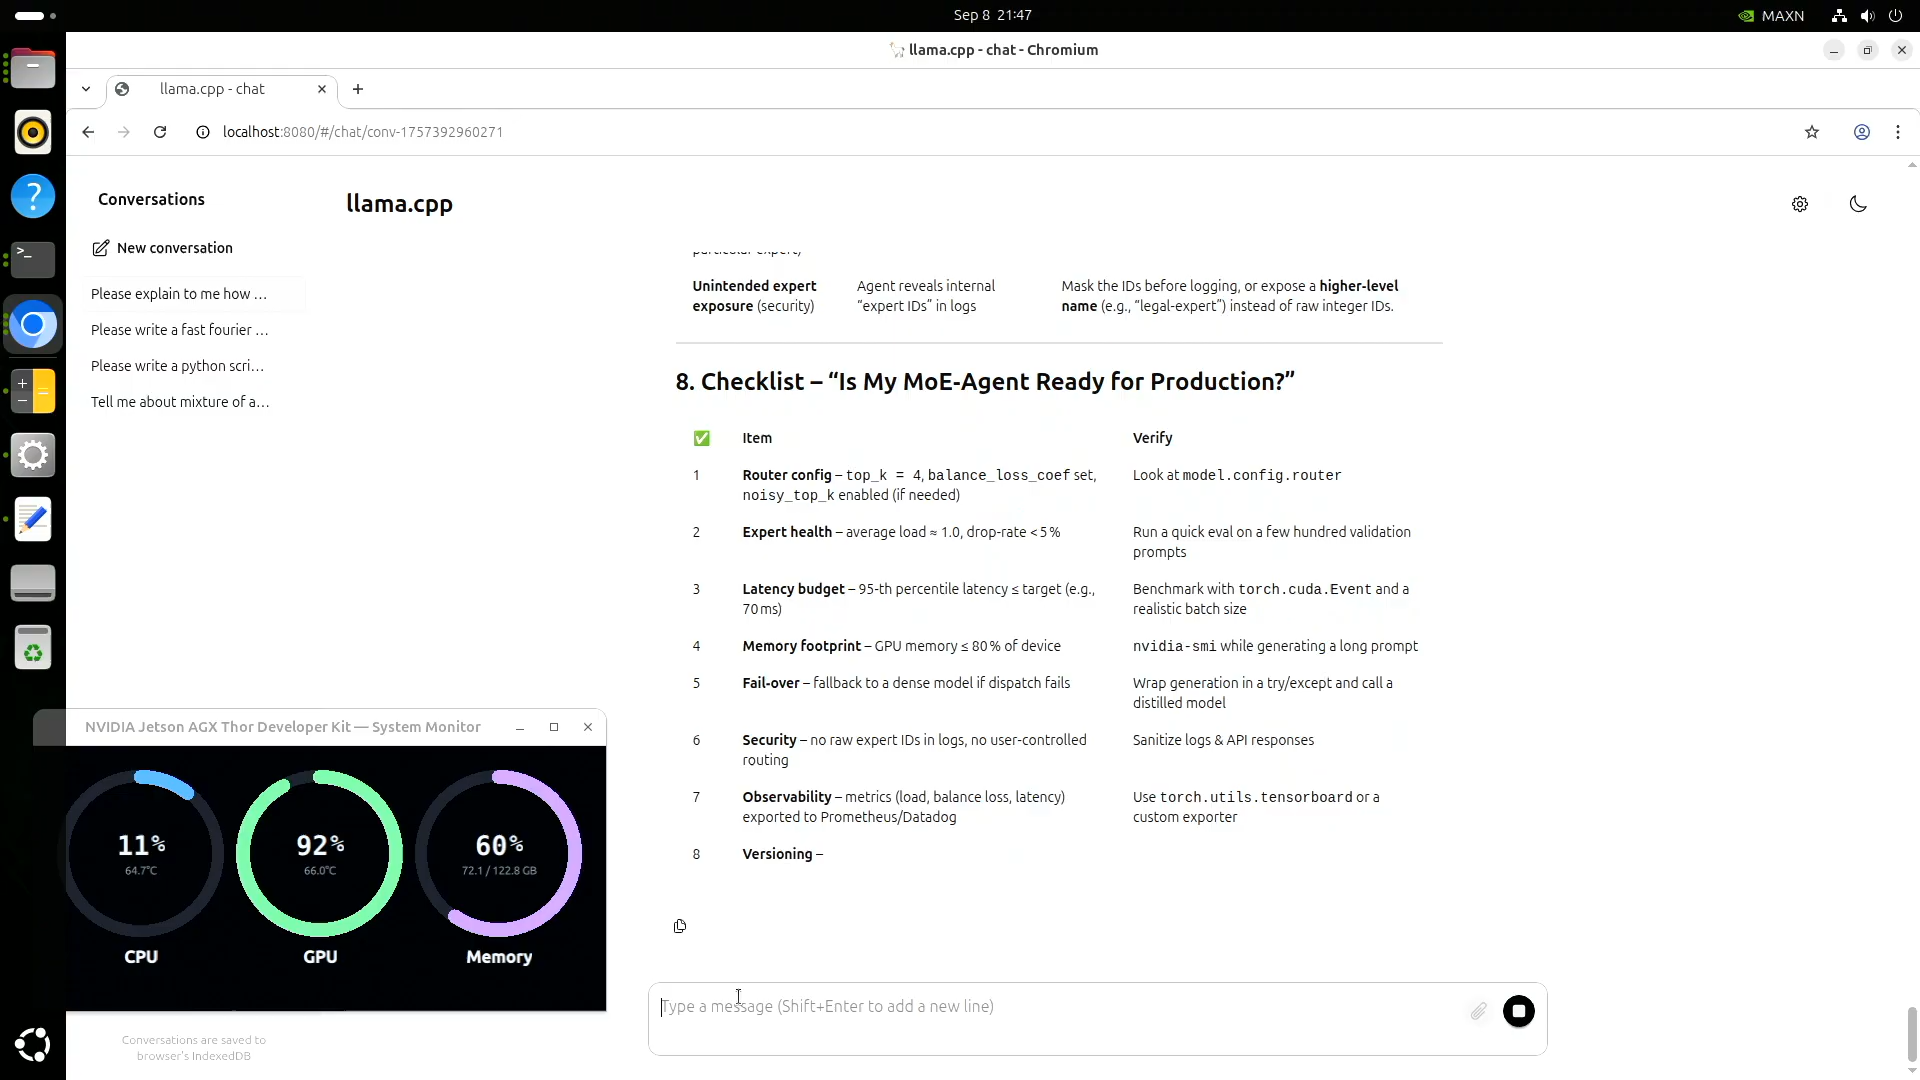 Sep 8 21:47
MAXN
llama.cpp - chat - Chromium
llama.cpp - chat
localhost:8080/#/chat/conv-1757392960271
Conversations
New conversation
Please explain to me how …
Please write a fast fourier …
Please write a python scri…
Tell me about mixture of a…
llama.cpp
particular expert)
Unintended expert exposure (security)
Agent reveals internal “expert IDs” in logs
Mask the IDs before logging, or expose a higher-level name (e.g., “legal-expert”) instead of raw integer IDs.
8. Checklist – “Is My MoE-Agent Ready for Production?”
✅ Item Verify
1 Router config – top_k = 4, balance_loss_coef set, Look at model.config.router
noisy_top_k enabled (if needed)
2 Expert health – average load ≈ 1.0, drop-rate < 5 % Run a quick eval on a few hundred validation
prompts
3 Latency budget – 95-th percentile latency ≤ target (e.g., Benchmark with torch.cuda.Event and a
70 ms) realistic batch size
4 Memory footprint – GPU memory ≤ 80 % of device nvidia-smi while generating a long prompt
5 Fail-over – fallback to a dense model if dispatch fails Wrap generation in a try/except and call a
distilled model
6 Security – no raw expert IDs in logs, no user-controlled Sanitize logs & API responses
routing
7 Observability – metrics (load, balance loss, latency) Use torch.utils.tensorboard or a
exported to Prometheus/Datadog custom exporter
8 Versioning –
Type a message (Shift+Enter to add a new line)
NVIDIA Jetson AGX Thor Developer Kit — System Monitor
11% 92% 60%
64.7°C 66.0°C 72.1 / 122.8 GB
CPU GPU Memory
Conversations are saved to
browser's IndexedDB